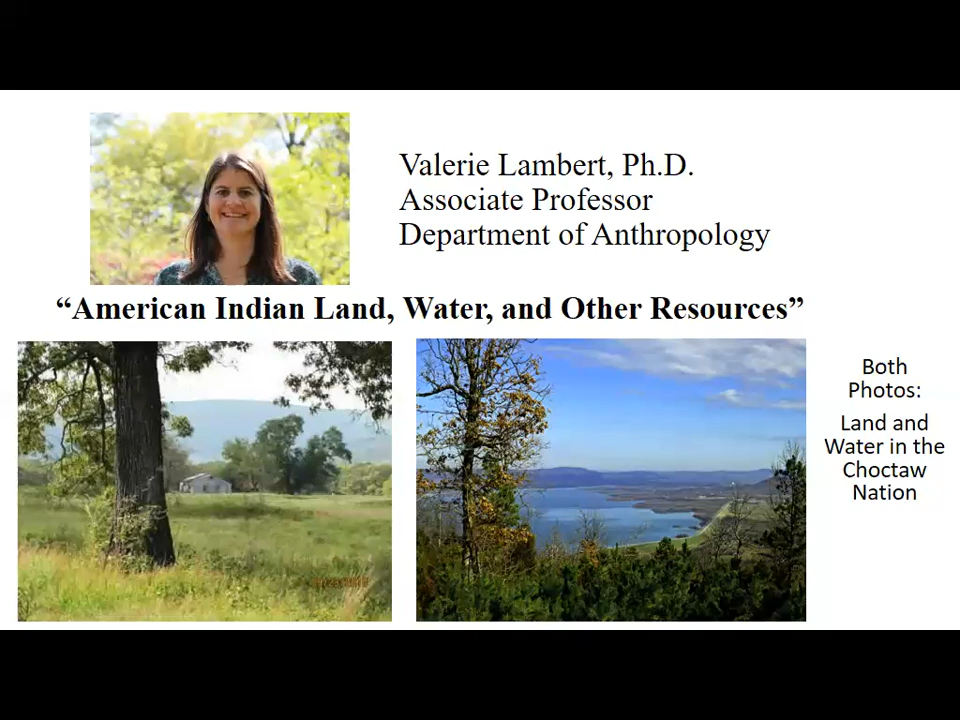 Valerie Lambert, Ph.D.
Associate Professor
Department of Anthropology
“American Indian Land, Water, and Other Resources”
Both
Photos:
Land and
Water in the
Choctaw
Nation